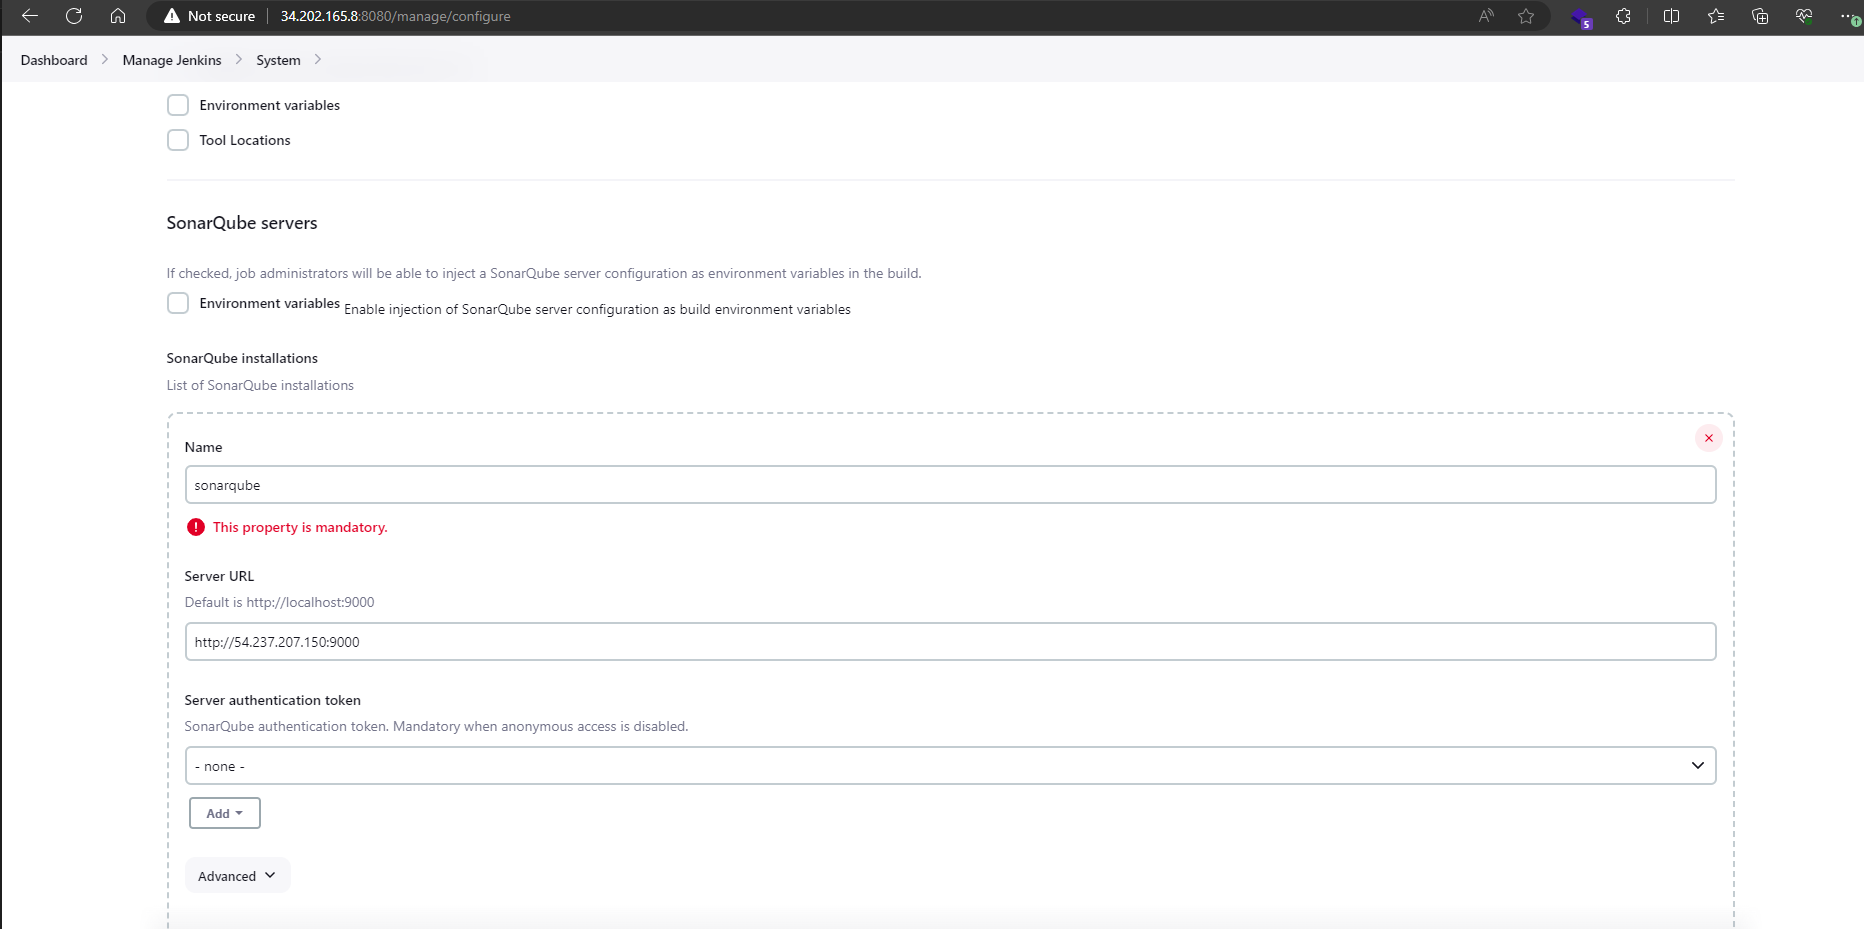 Not secure 34.202.165.8:8080/manage/configure
5
Dashboard > Manage Jenkins > System >
Environment variables
Tool Locations
SonarQube servers
If checked, job administrators will be able to inject a SonarQube server configuration as environment variables in the build.
Environment variables Enable injection of SonarQube server configuration as build environment variables
SonarQube installations
List of SonarQube installations
Name
sonarqube
This property is mandatory.
Server URL
Default is http://localhost:9000
http://54.237.207.150:9000
Server authentication token
SonarQube authentication token. Mandatory when anonymous access is disabled.
- none -
Add
Advanced